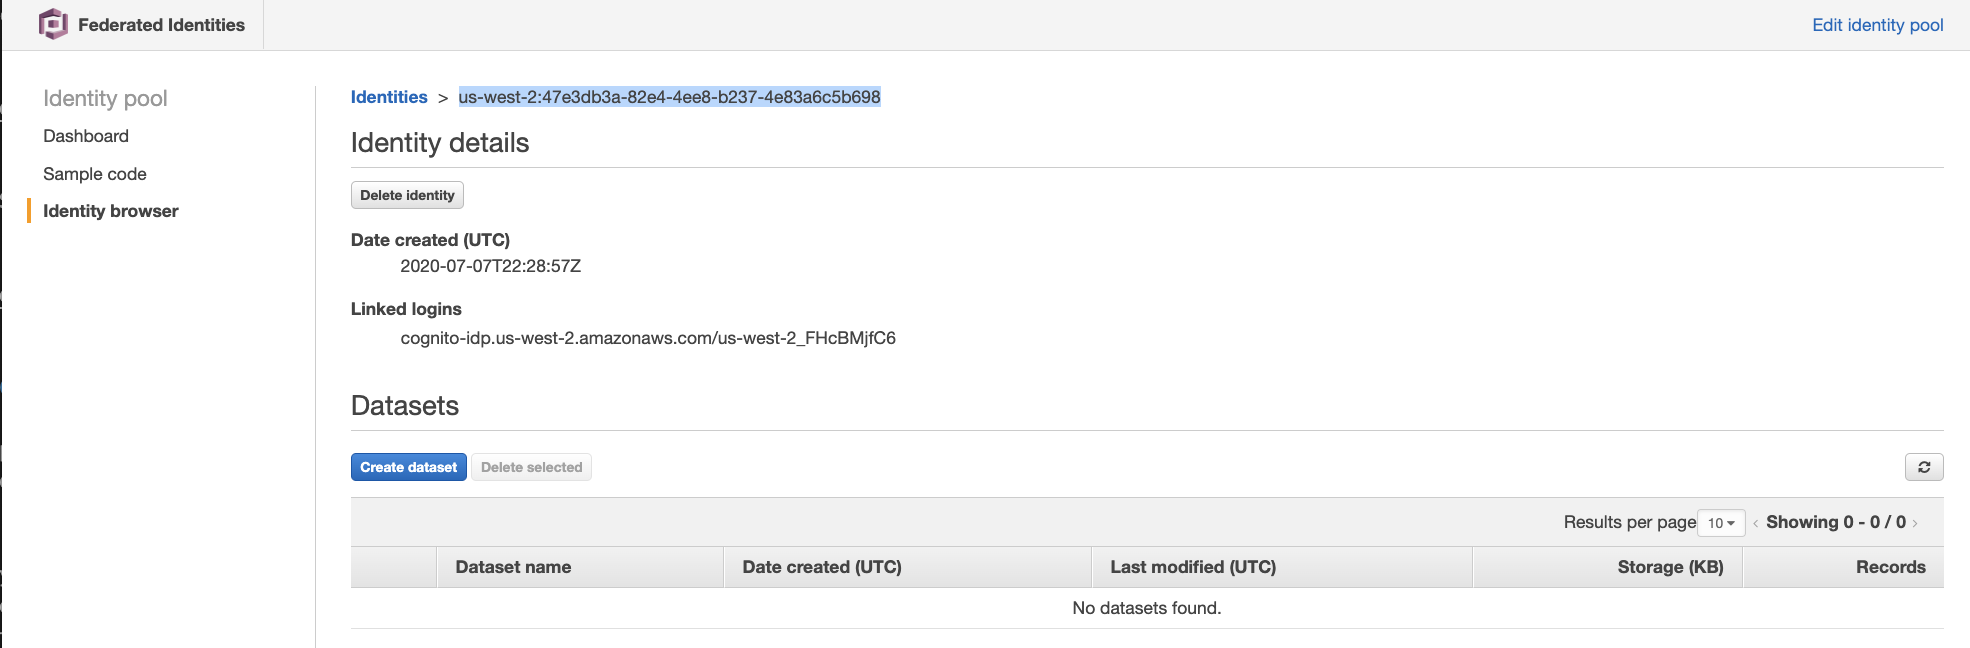 Federated Identities
Edit identity pool
Identity pool
Dashboard
Sample code
Identity browser
Identities > us-west-2:47e3db3a-82e4-4ee8-b237-4e83a6c5b698
Identity details
Delete identity
Date created (UTC)
2020-07-07T22:28:57Z
Linked logins
cognito-idp.us-west-2.amazonaws.com/us-west-2_FHcBMjfC6
Datasets
Create dataset Delete selected
Results per page 10 ‹ Showing 0 - 0 / 0 ›
Dataset name Date created (UTC) Last modified (UTC) Storage (KB) Records
No datasets found.